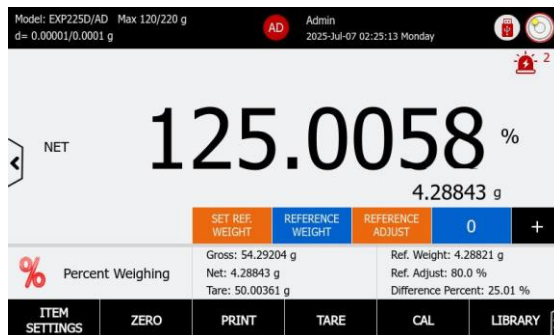 Model: EXP225D/AD Max 120/220 g
d= 0.00001/0.0001 g
AD
Admin
2025-Jul-07 02:25:13 Monday
2
NET
125.0058 %
4.28843 g
SET REF. WEIGHT
REFERENCE WEIGHT
REFERENCE ADJUST
0
+
% Percent Weighing
Gross: 54.29204 g
Net: 4.28843 g
Tare: 50.00361 g
Ref. Weight: 4.28821 g
Ref. Adjust: 80.0 %
Difference Percent: 25.01 %
ITEM SETTINGS
ZERO
PRINT
TARE
CAL
LIBRARY